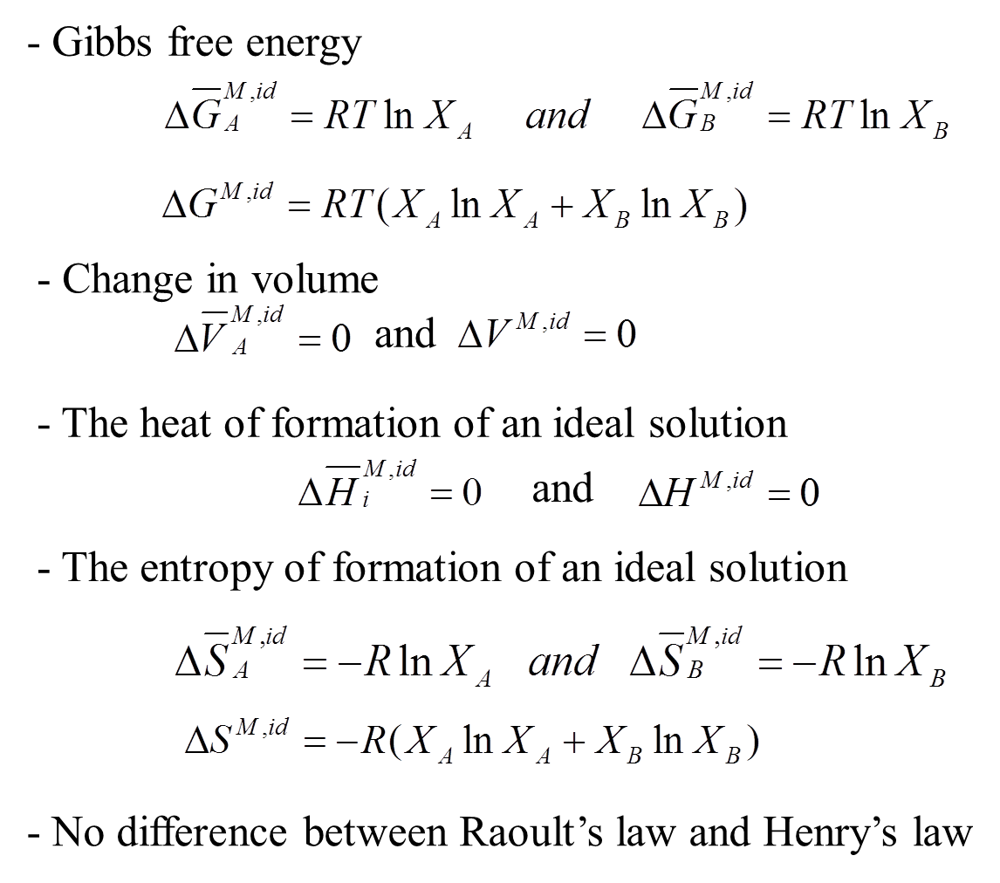 - Gibbs free energy
$\Delta \overline{G}_A^{M,id} = RT \ln X_A \quad and \quad \Delta \overline{G}_B^{M,id} = RT \ln X_B$
$\Delta G^{M,id} = RT(X_A \ln X_A + X_B \ln X_B)$
- Change in volume
$\Delta \overline{V}_A^{M,id} = 0$ and $\Delta V^{M,id} = 0$
- The heat of formation of an ideal solution
$\Delta \overline{H}_i^{M,id} = 0$ and $\Delta H^{M,id} = 0$
- The entropy of formation of an ideal solution
$\Delta \overline{S}_A^{M,id} = -R \ln X_A \quad and \quad \Delta \overline{S}_B^{M,id} = -R \ln X_B$
$\Delta S^{M,id} = -R(X_A \ln X_A + X_B \ln X_B)$
- No difference between Raoult's law and Henry's law